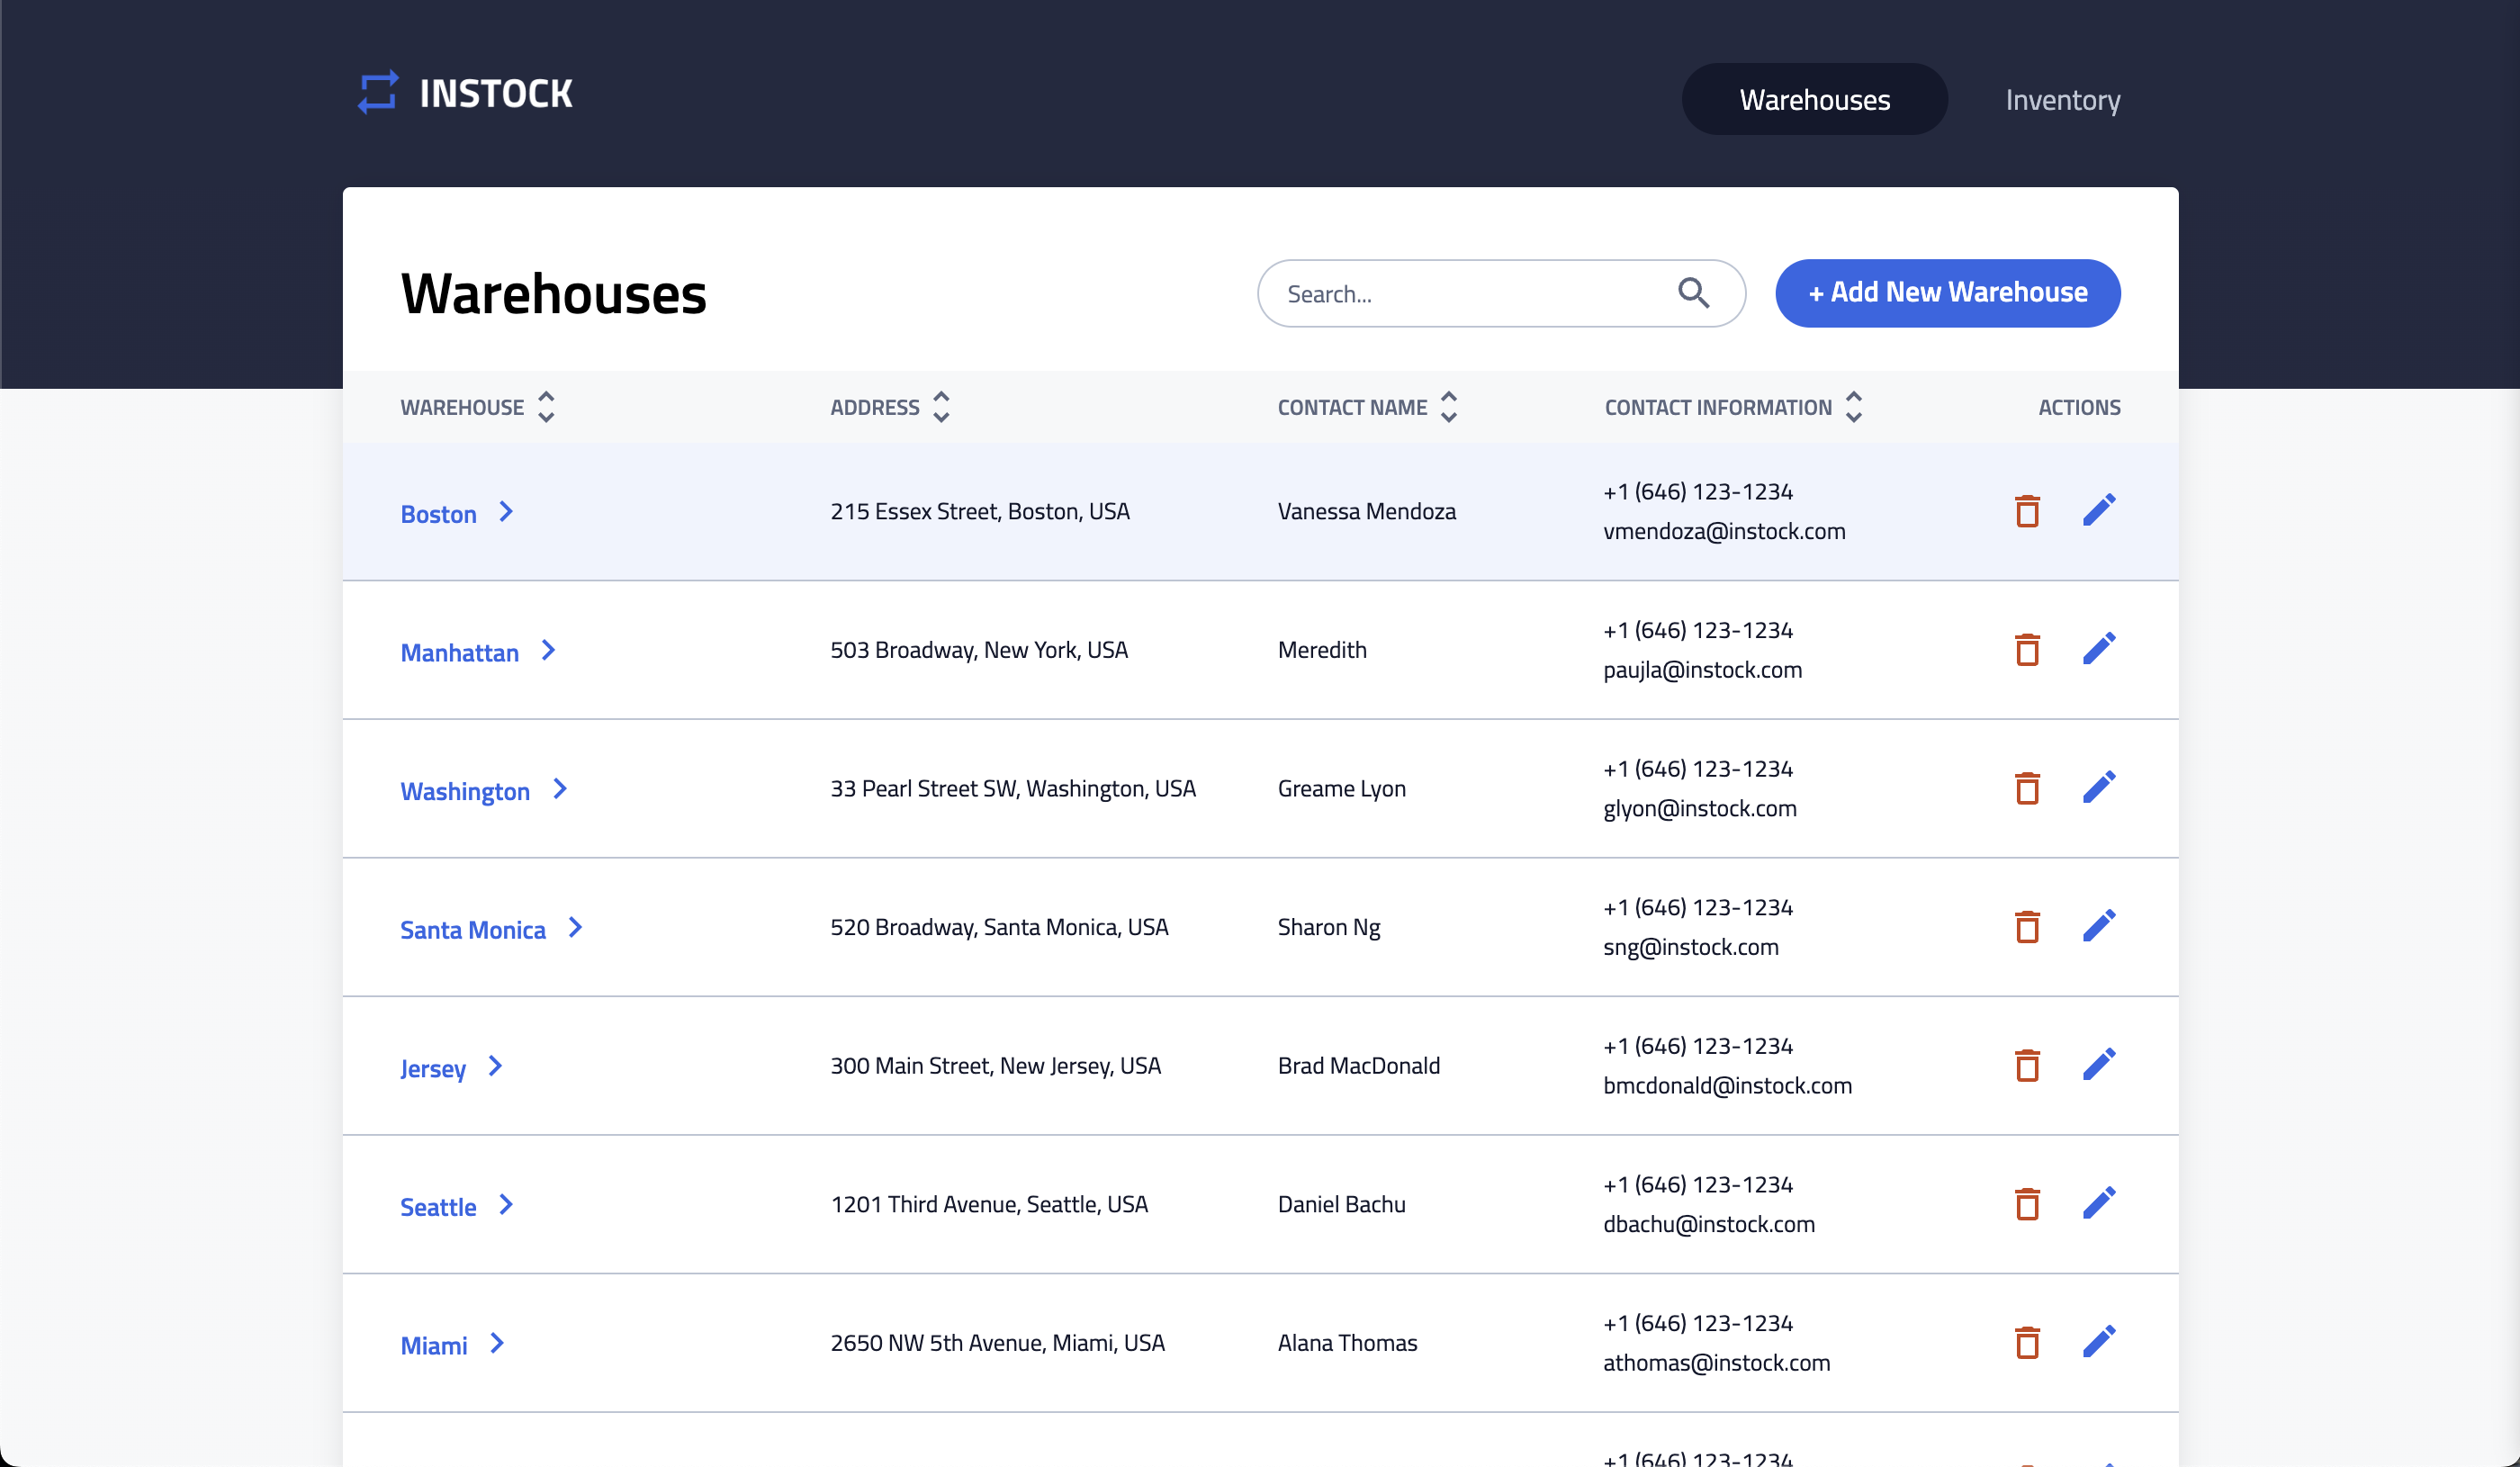 INSTOCK
Warehouses
Inventory
Warehouses
Search...
+ Add New Warehouse
WAREHOUSE ADDRESS CONTACT NAME CONTACT INFORMATION ACTIONS
Boston 215 Essex Street, Boston, USA Vanessa Mendoza +1 (646) 123-1234
vmendoza@instock.com
Manhattan 503 Broadway, New York, USA Meredith +1 (646) 123-1234
paujla@instock.com
Washington 33 Pearl Street SW, Washington, USA Greame Lyon +1 (646) 123-1234
glyon@instock.com
Santa Monica 520 Broadway, Santa Monica, USA Sharon Ng +1 (646) 123-1234
sng@instock.com
Jersey 300 Main Street, New Jersey, USA Brad MacDonald +1 (646) 123-1234
bmcdonald@instock.com
Seattle 1201 Third Avenue, Seattle, USA Daniel Bachu +1 (646) 123-1234
dbachu@instock.com
Miami 2650 NW 5th Avenue, Miami, USA Alana Thomas +1 (646) 123-1234
athomas@instock.com
+1 (646) 123-1234